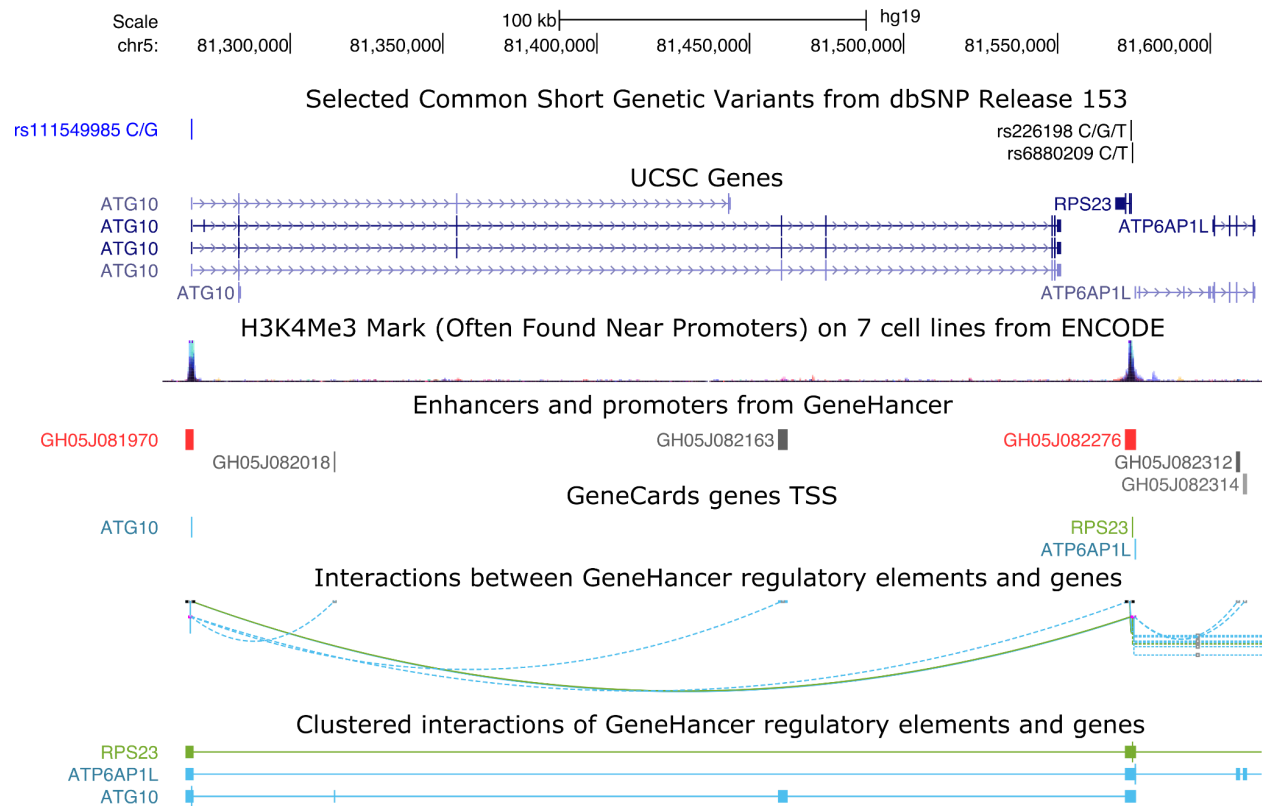 Scale 100 kb hg19
chr5: 81,300,000 81,350,000 81,400,000 81,450,000 81,500,000 81,550,000 81,600,000
Selected Common Short Genetic Variants from dbSNP Release 153
rs111549985 C/G rs226198 C/G/T
rs6880209 C/T
UCSC Genes
ATG10 RPS23
ATG10 ATP6AP1L
ATG10
ATG10
ATG10 ATP6AP1L
H3K4Me3 Mark (Often Found Near Promoters) on 7 cell lines from ENCODE
Enhancers and promoters from GeneHancer
GH05J081970 GH05J082163 GH05J082276
GH05J082018 GH05J082312
GH05J082314
GeneCards genes TSS
ATG10 RPS23
ATP6AP1L
Interactions between GeneHancer regulatory elements and genes
Clustered interactions of GeneHancer regulatory elements and genes
RPS23
ATP6AP1L
ATG10